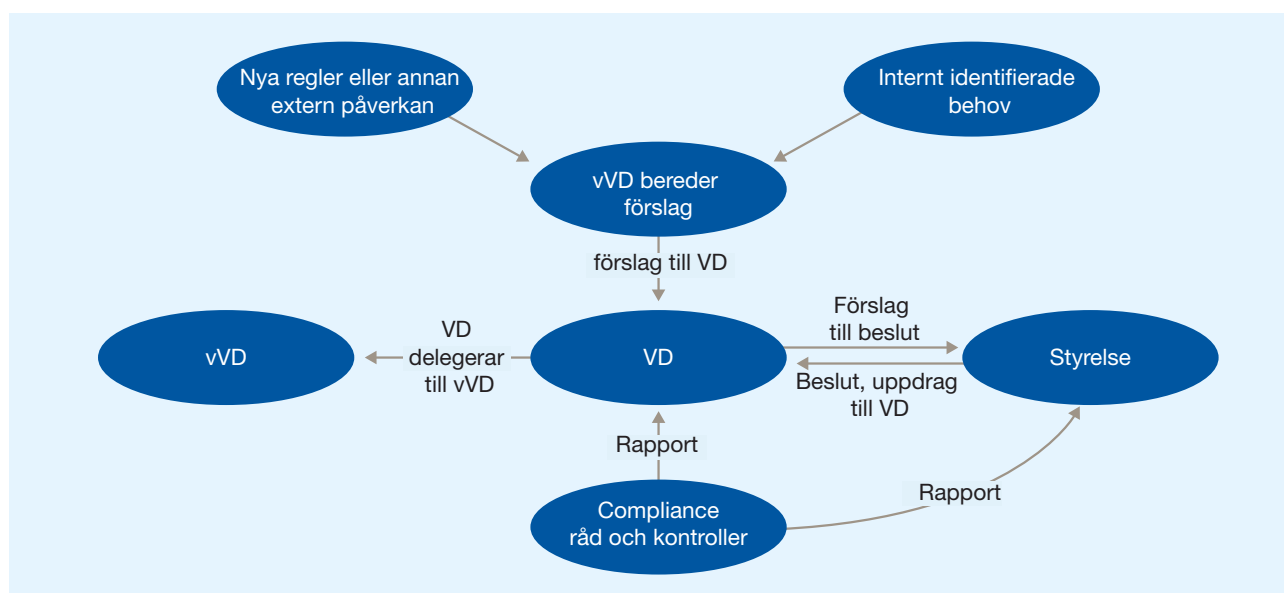 Nya regler eller annan
extern påverkan
Internt identifierade
behov
vVD bereder
förslag
förslag till VD
vVD
VD
delegerar
till vVD
VD
Förslag
till beslut
Beslut, uppdrag
till VD
Styrelse
Rapport
Rapport
Compliance
råd och kontroller